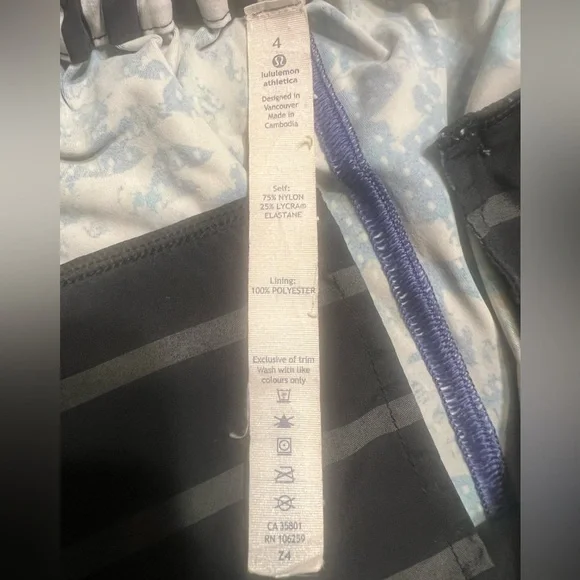 4
lululemon
athletica
Designed in
Vancouver
Made in
Cambodia
Self:
75% NYLON
25% LYCRA®
ELASTANE
Lining:
100% POLYESTER
Exclusive of trim
Wash with like
colours only
CA 35801
RN 106259
Z4